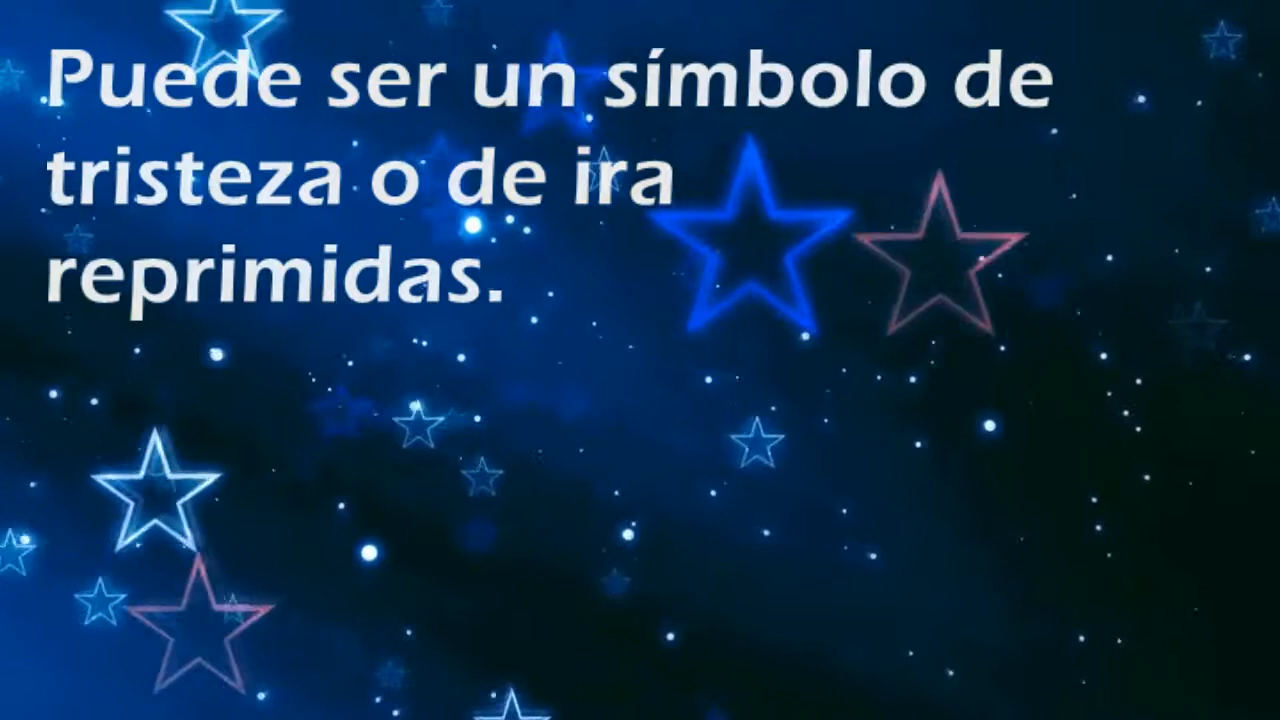 Puede ser un símbolo de
tristeza o de ira
reprimidas.